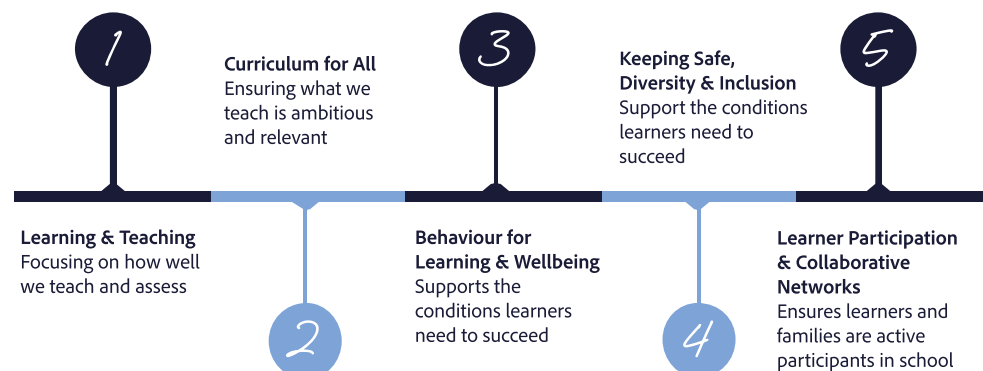 1
Learning & Teaching
Focusing on how well
we teach and assess
Curriculum for All
Ensuring what we
teach is ambitious
and relevant
2
3
Behaviour for
Learning & Wellbeing
Supports the
conditions learners
need to succeed
Keeping Safe,
Diversity & Inclusion
Support the conditions
learners need to
succeed
4
5
Learner Participation
& Collaborative
Networks
Ensures learners and
families are active
participants in school